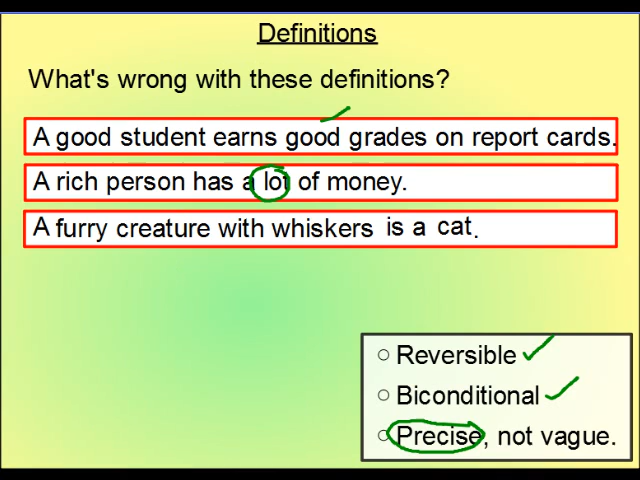 Definitions
What's wrong with these definitions?
A good student earns good grades on report cards.
A rich person has a lot of money.
A furry creature with whiskers is a cat.
○ Reversible
○ Biconditional
○ Precise, not vague.